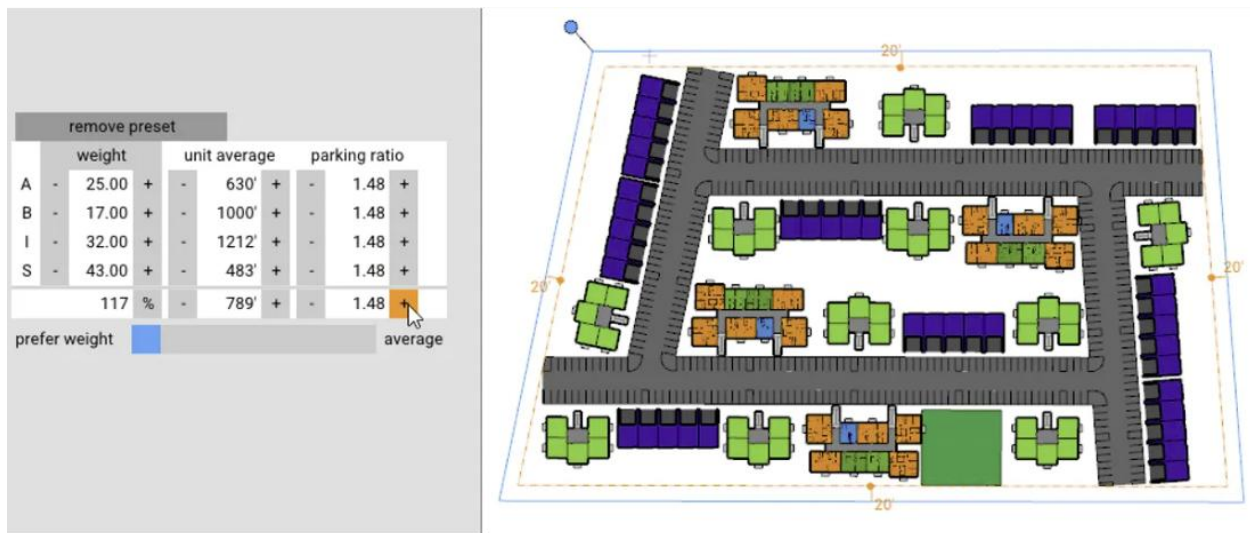 remove preset
weight unit average parking ratio
A - 25.00 + - 630' + - 1.48 +
B - 17.00 + - 1000' + - 1.48 +
I - 32.00 + - 1212' + - 1.48 +
S - 43.00 + - 483' + - 1.48 +
117 % - 789' + - 1.48 +
prefer weight average
20'
20'
20'
20'